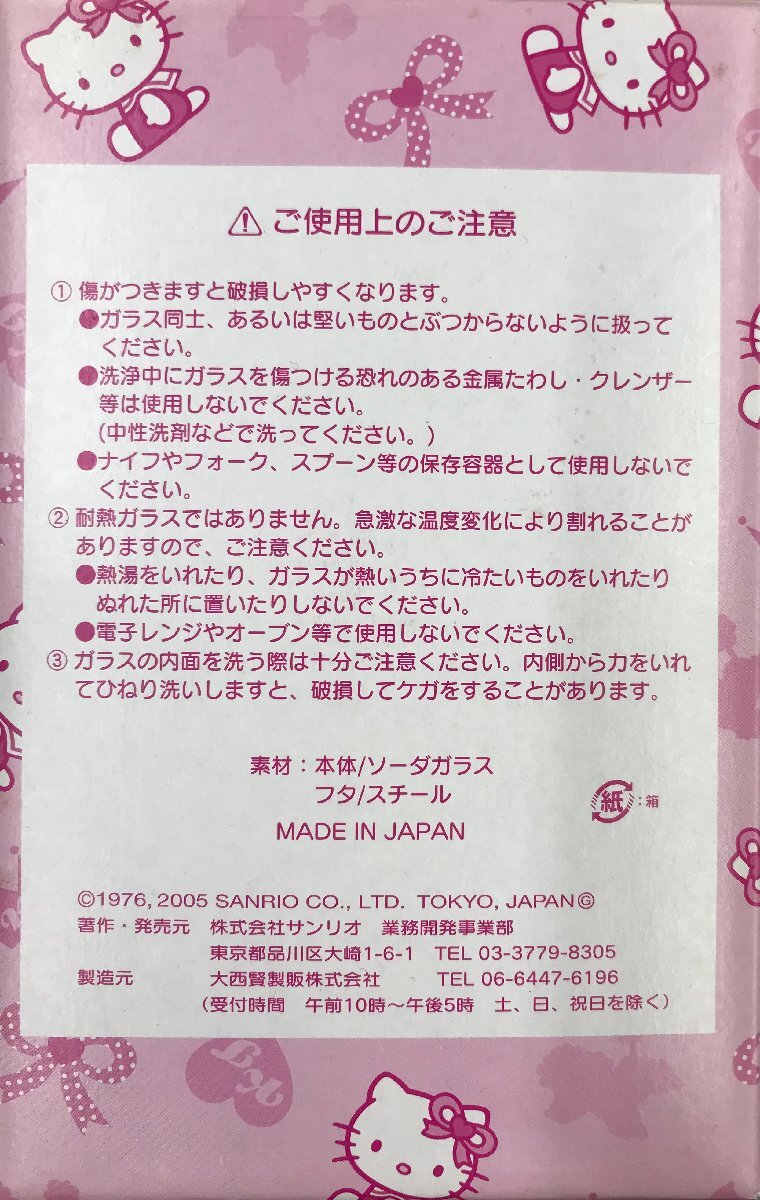 ⚠ ご使用上のご注意
① 傷がつきますと破損しやすくなります。
●ガラス同士、あるいは堅いものとぶつからないように扱って
ください。
●洗浄中にガラスを傷つける恐れのある金属たわし・クレンザー
等は使用しないでください。
(中性洗剤などで洗ってください。)
●ナイフやフォーク、スプーン等の保存容器として使用しないで
ください。
② 耐熱ガラスではありません。急激な温度変化により割れることが
ありますので、ご注意ください。
●熱湯をいれたり、ガラスが熱いうちに冷たいものをいれたり
ぬれた所に置いたりしないでください。
●電子レンジやオーブン等で使用しないでください。
③ ガラスの内面を洗う際は十分ご注意ください。内側から力をいれ
てひねり洗いしますと、破損してケガをすることがあります。
素材：本体/ソーダガラス
フタ/スチール
MADE IN JAPAN
紙：箱
©1976, 2005 SANRIO CO., LTD. TOKYO, JAPAN Ⓖ
著作・発売元 株式会社サンリオ 業務開発事業部
東京都品川区大崎1-6-1 TEL 03-3779-8305
製造元 大西賢製販株式会社 TEL 06-6447-6196
（受付時間 午前10時〜午後5時 土、日、祝日を除く）